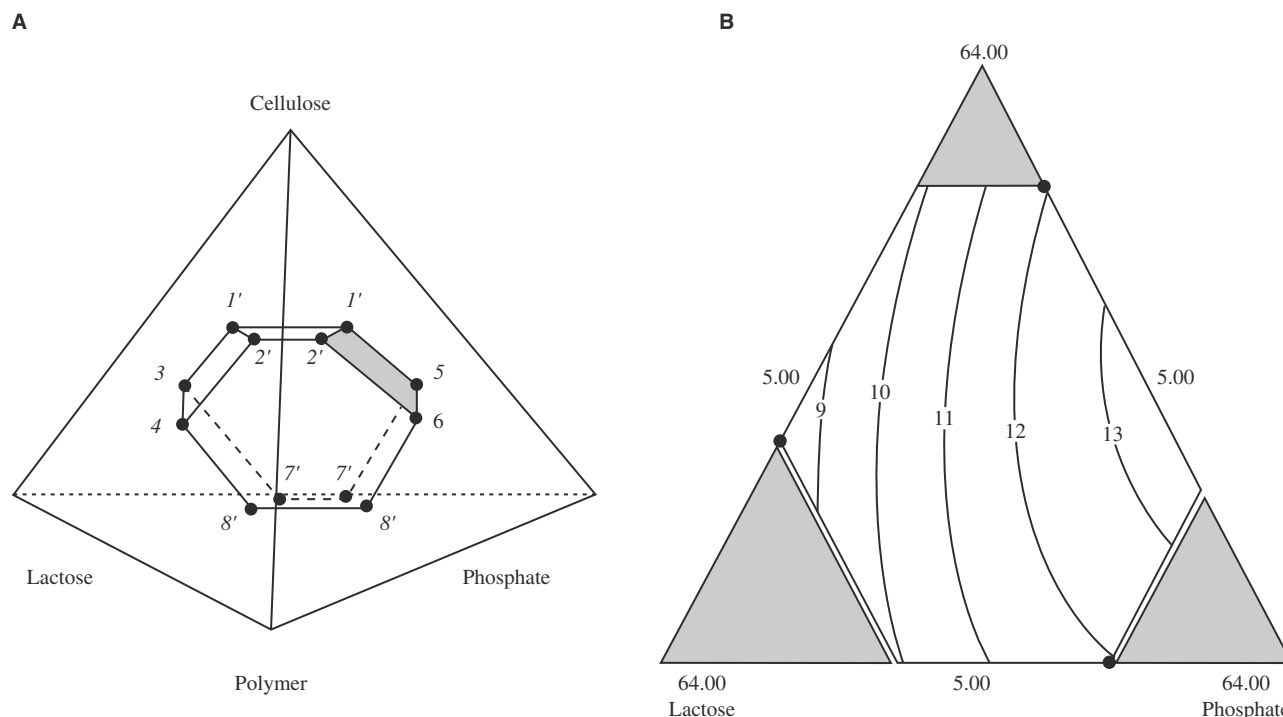 A
B
64.00
Cellulose
1'
1'
2'
2'
3
5
4
6
7'
7'
8'
8'
Lactose
Phosphate
Polymer
5.00
5.00
9
10
11
12
13
64.00
5.00
64.00
Lactose
Phosphate